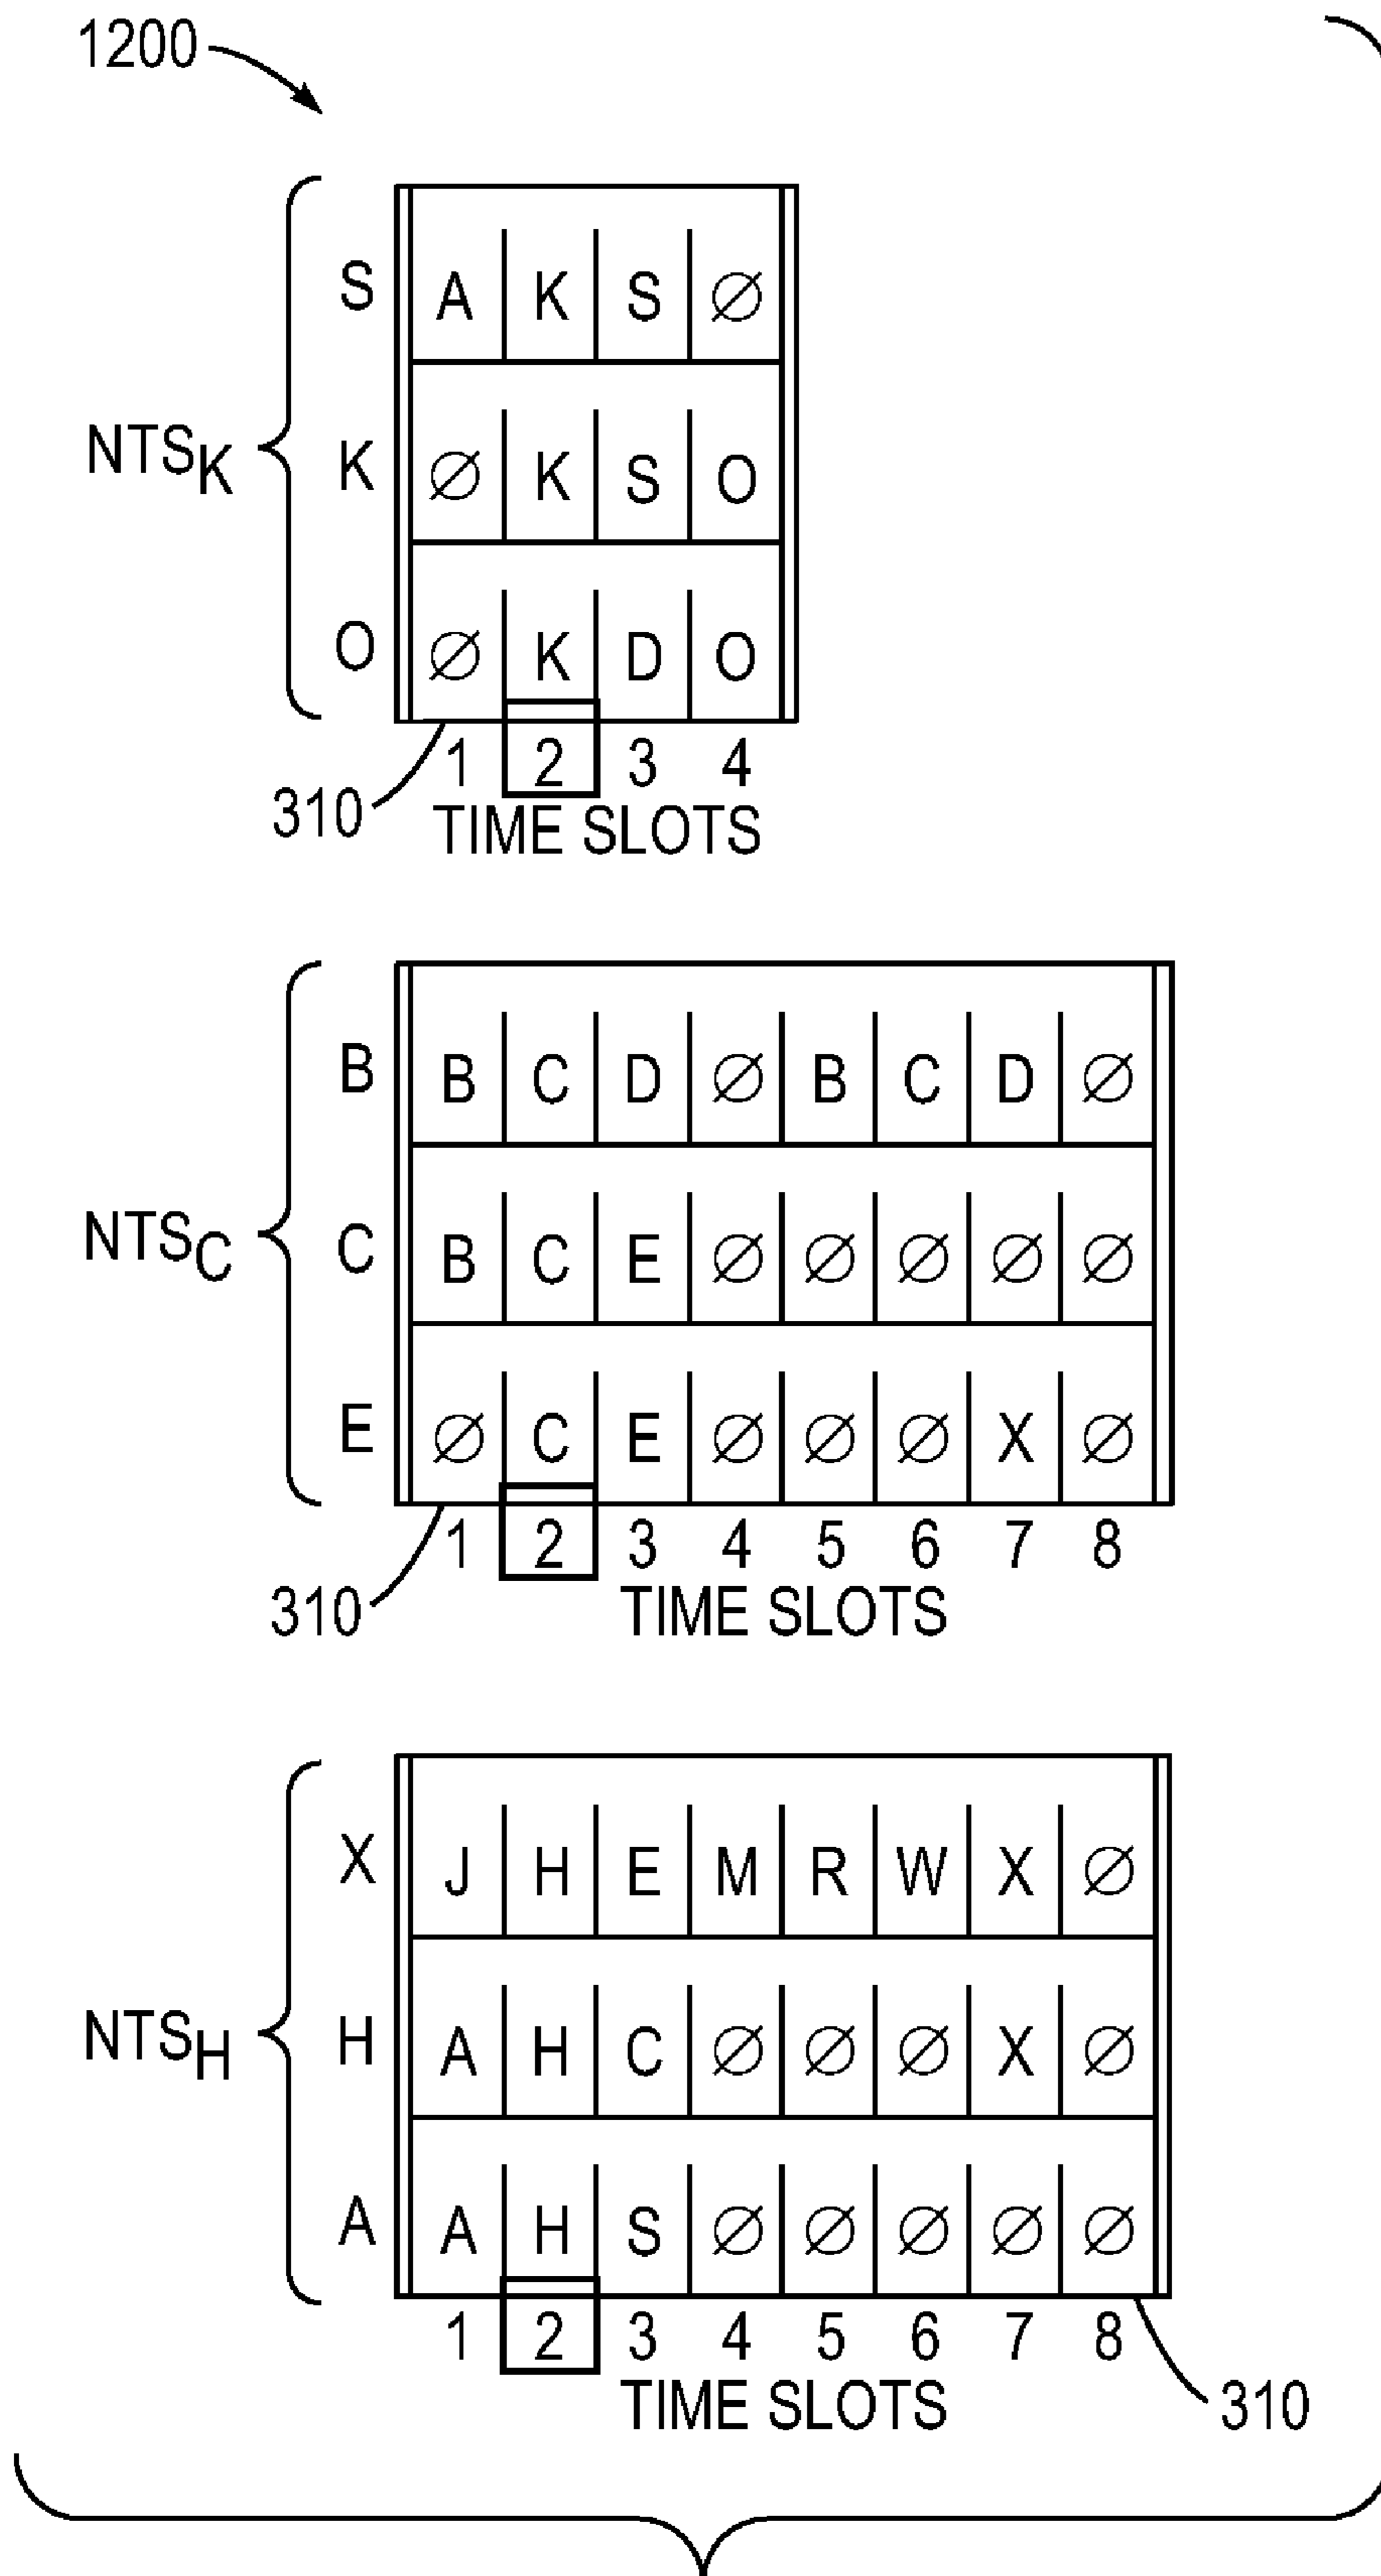 1200
S A K S ∅
NTSK K ∅ K S O
O ∅ K D O
1 2 3 4
310 TIME SLOTS
B B C D ∅ B C D ∅
NTSC C B C E ∅ ∅ ∅ ∅ ∅
E ∅ C E ∅ ∅ ∅ X ∅
1 2 3 4 5 6 7 8
310 TIME SLOTS
X J H E M R W X ∅
NTSH H A H C ∅ ∅ ∅ X ∅
A A H S ∅ ∅ ∅ ∅ ∅
1 2 3 4 5 6 7 8
TIME SLOTS 310